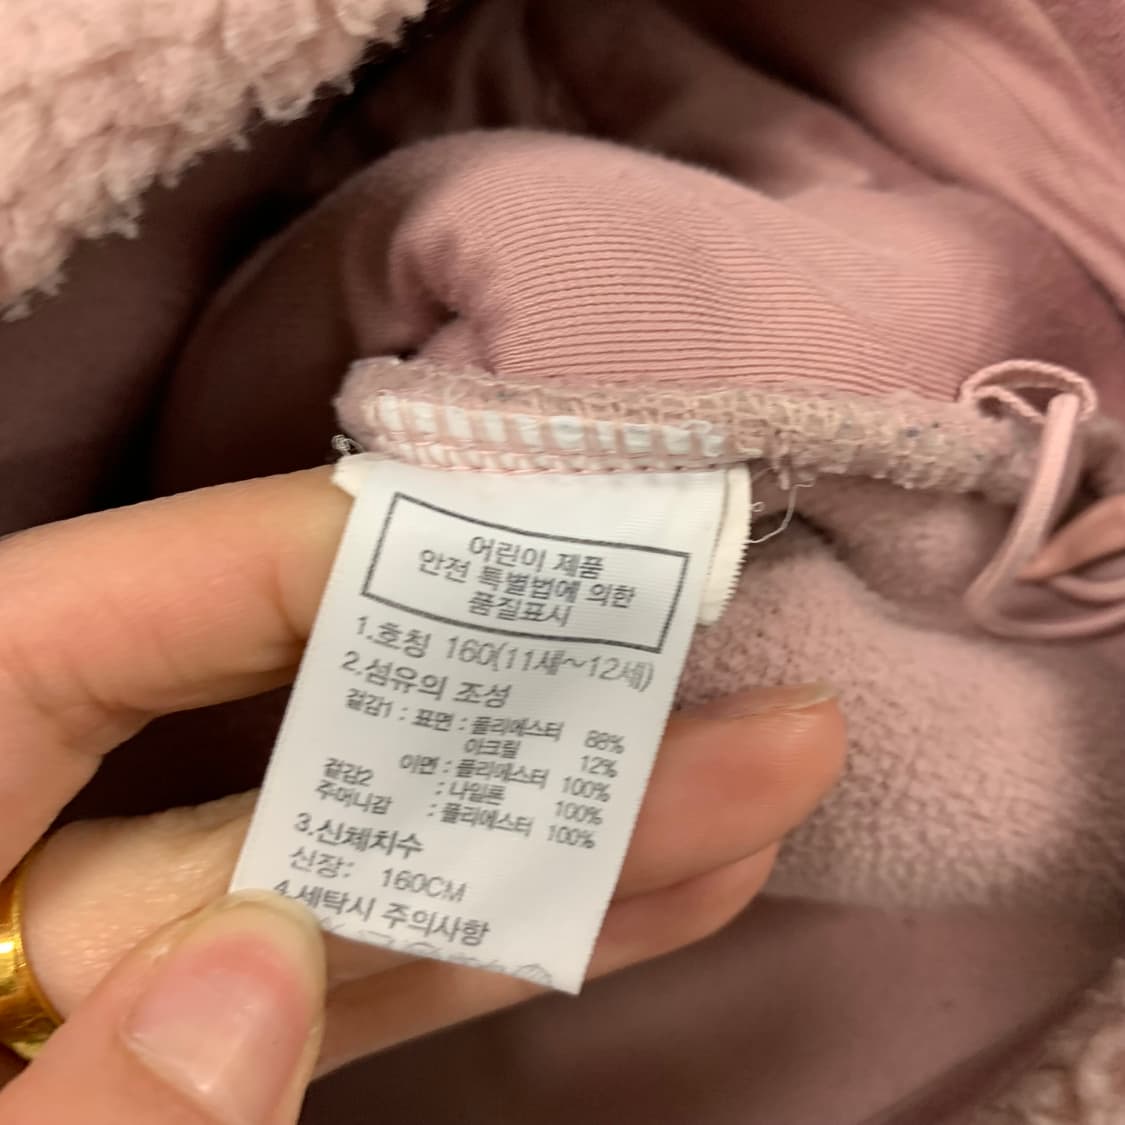 어린이 제품
안전 특별법에 의한
품질표시
1.호칭 160(11세~12세)
2.섬유의 조성
겉감1 : 표면 : 폴리에스터 88%
아크릴 12%
이면 : 폴리에스터 100%
겉감2 : 나일론 100%
주머니감 : 폴리에스터 100%
3.신체치수
신장: 160CM
4.세탁시 주의사항